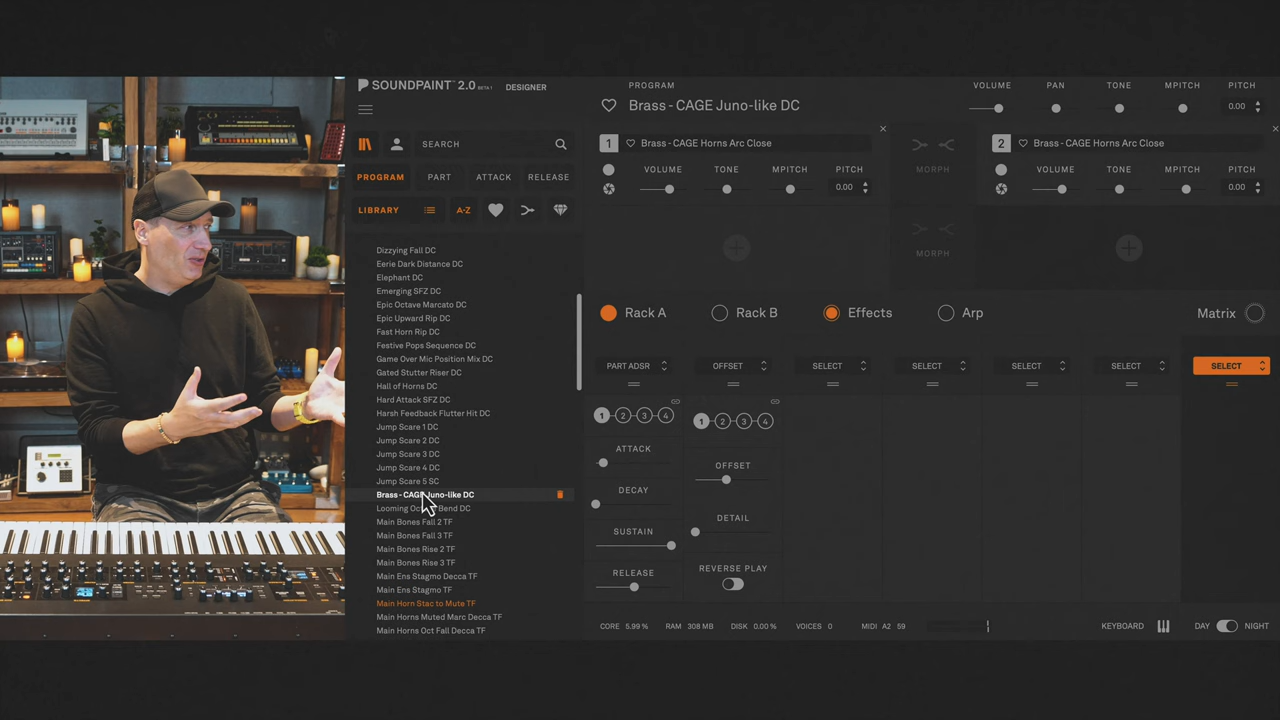 SOUNDPAINT™ 2.0 BETA 1 DESIGNER
SEARCH
PROGRAM PART ATTACK RELEASE
LIBRARY A-Z
Dizzying Fall DC
Eerie Dark Distance DC
Elephant DC
Emerging SFZ DC
Epic Octave Marcato DC
Epic Upward Rip DC
Fast Horn Rip DC
Festive Pops Sequence DC
Game Over Mic Position Mix DC
Gated Stutter Riser DC
Hall of Horns DC
Hard Attack SFZ DC
Harsh Feedback Flutter Hit DC
Jump Scare 1 DC
Jump Scare 2 DC
Jump Scare 3 DC
Jump Scare 4 DC
Jump Scare 5 SC
Brass - CAGE Juno-like DC
Looming Bend DC
Main Bones Fall 2 TF
Main Bones Fall 3 TF
Main Bones Rise 2 TF
Main Bones Rise 3 TF
Main Ens Stagmo Decca TF
Main Ens Stagmo TF
Main Horn Stac to Mute TF
Main Horns Muted Marc Decca TF
Main Horns Oct Fall Decca TF
PROGRAM
Brass - CAGE Juno-like DC
VOLUME PAN TONE MPITCH PITCH
0.00
1 Brass - CAGE Horns Arc Close
VOLUME TONE MPITCH PITCH
0.00
MORPH
MORPH
2 Brass - CAGE Horns Arc Close
VOLUME TONE MPITCH PITCH
0.00
Rack A Rack B Effects Arp Matrix
PART ADSR OFFSET SELECT SELECT SELECT SELECT SELECT
1 2 3 4
ATTACK
DECAY
SUSTAIN
RELEASE
1 2 3 4
OFFSET
DETAIL
REVERSE PLAY
CORE 5.99 % RAM 308 MB DISK 0.00 % VOICES 0 MIDI A2 59 KEYBOARD DAY NIGHT